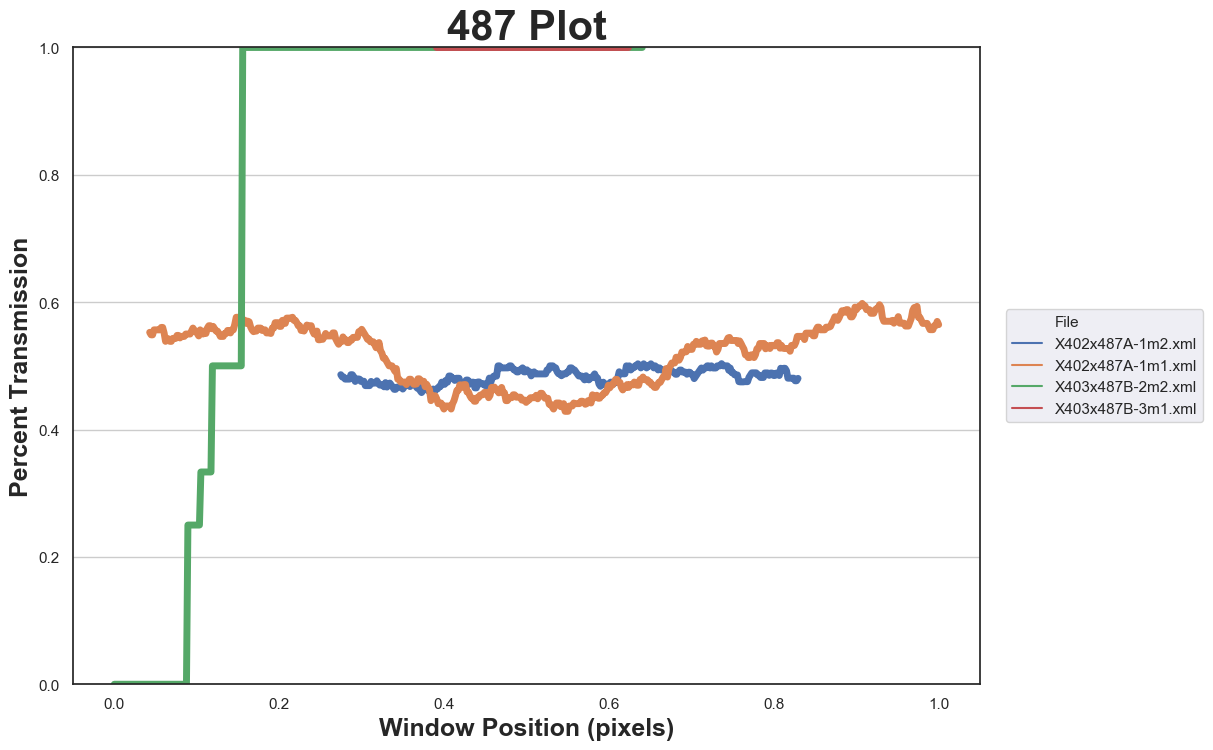 487 Plot
1.0
0.8
0.6
0.4
0.2
0.0
Percent Transmission
0.0 0.2 0.4 0.6 0.8 1.0
Window Position (pixels)
File
X402x487A-1m2.xml
X402x487A-1m1.xml
X403x487B-2m2.xml
X403x487B-3m1.xml